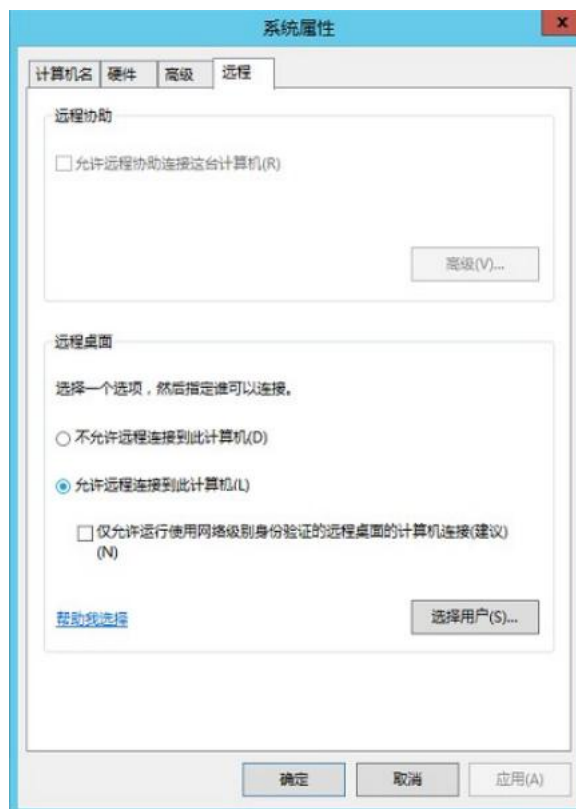 系统属性
x
计算机名 硬件 高级 远程
远程协助
允许远程协助连接这台计算机(R)
高级(V)...
远程桌面
选择一个选项，然后指定谁可以连接。
不允许远程连接到此计算机(D)
允许远程连接到此计算机(L)
仅允许运行使用网络级别身份验证的远程桌面的计算机连接(建议)
(N)
帮助我选择
选择用户(S)...
确定 取消 应用(A)